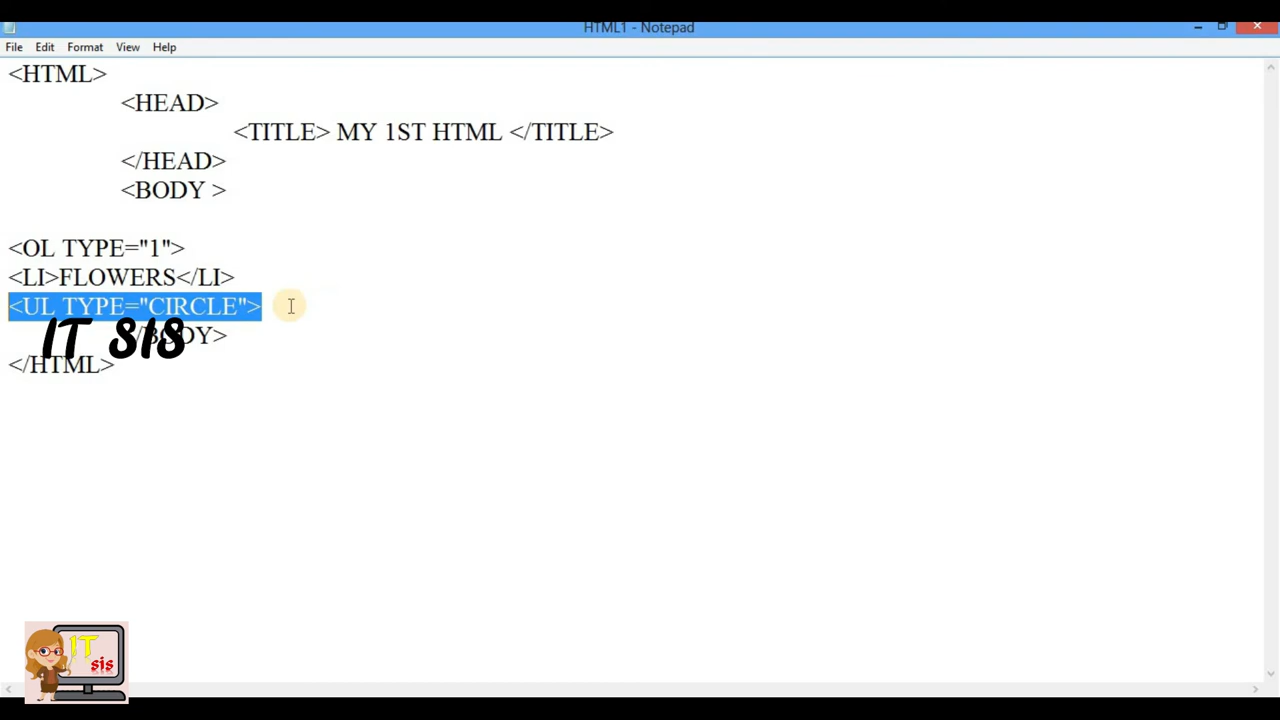 HTML1 - Notepad
File Edit Format View Help
<HTML>
<HEAD>
<TITLE> MY 1ST HTML </TITLE>
</HEAD>
<BODY >
<OL TYPE="1">
<LI>FLOWERS</LI>
<UL TYPE="CIRCLE">
</BODY>
IT SIS
</HTML>
IT
sis